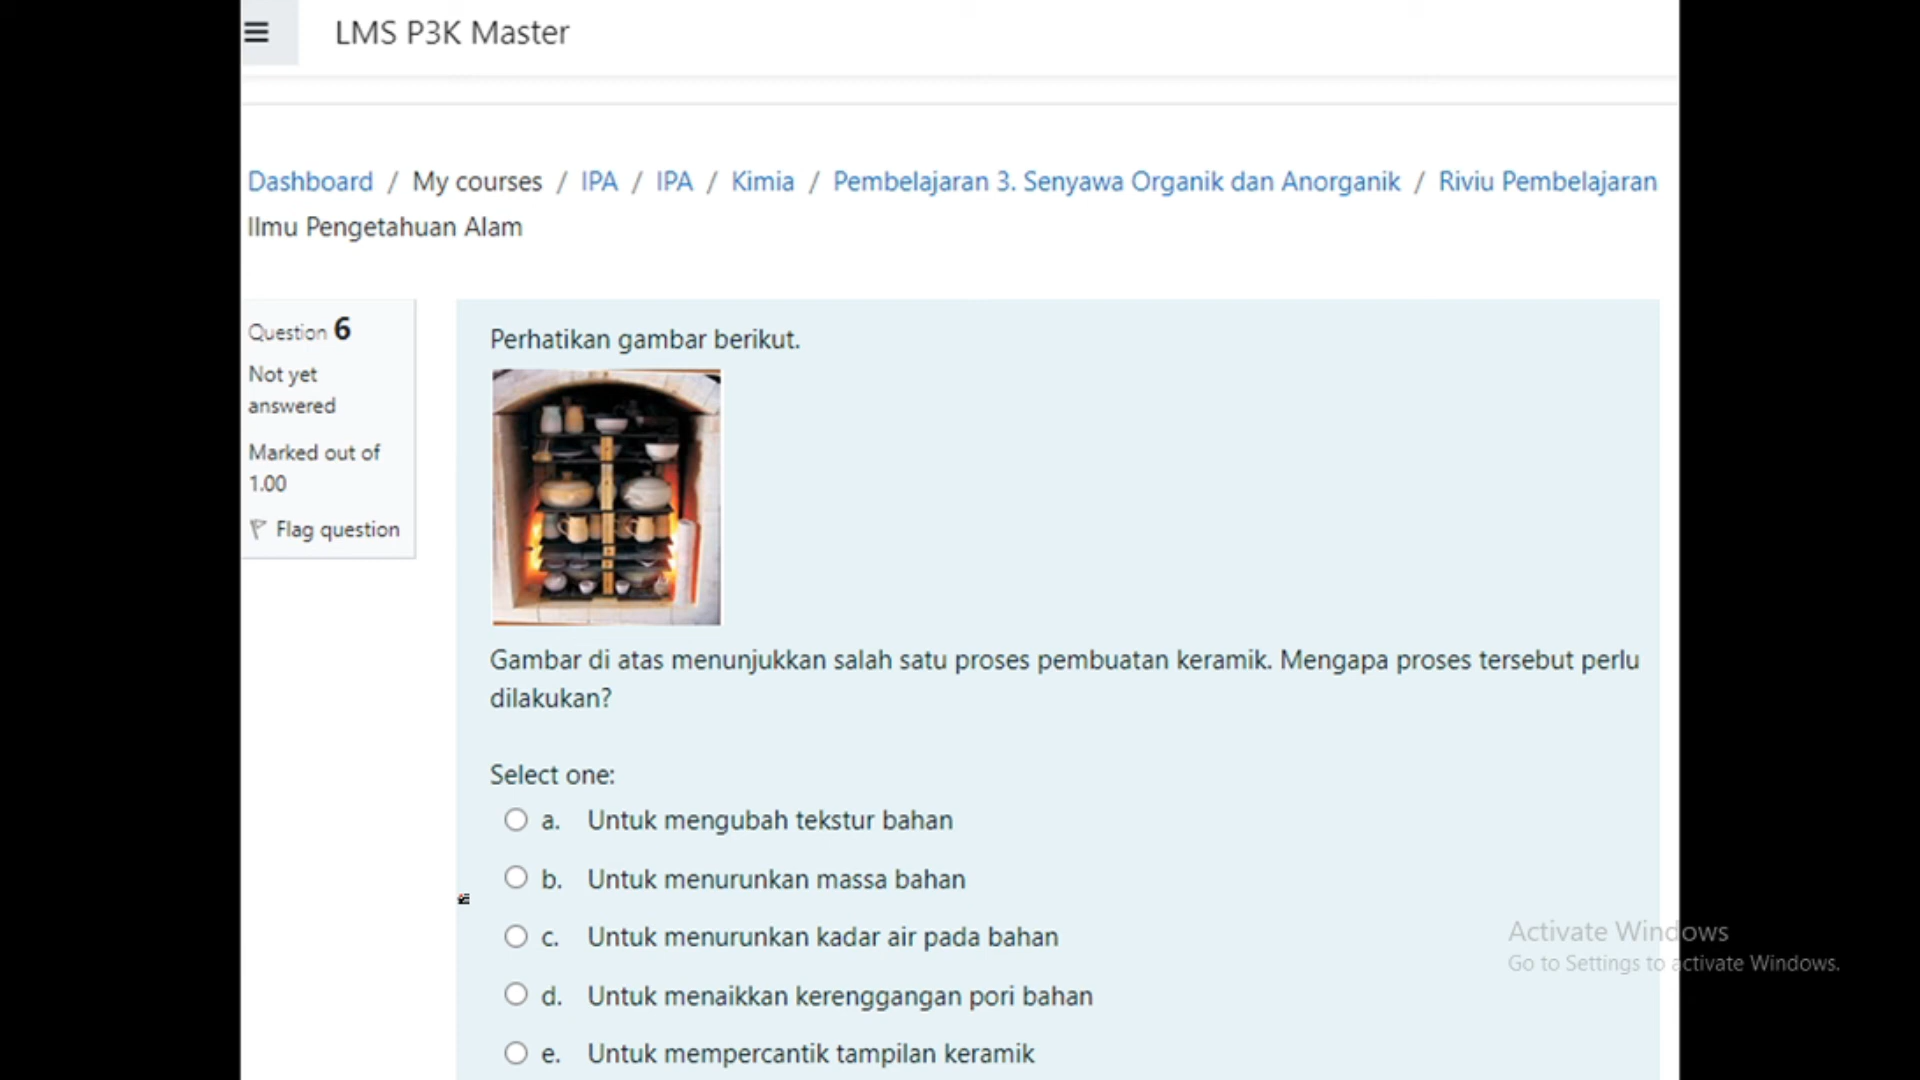 LMS P3K Master
Dashboard / My courses / IPA / IPA / Kimia / Pembelajaran 3. Senyawa Organik dan Anorganik / Riviu Pembelajaran
Ilmu Pengetahuan Alam
Question 6
Not yet
answered
Marked out of
1.00
Flag question
Perhatikan gambar berikut.
Gambar di atas menunjukkan salah satu proses pembuatan keramik. Mengapa proses tersebut perlu
dilakukan?
Select one:
a. Untuk mengubah tekstur bahan
b. Untuk menurunkan massa bahan
c. Untuk menurunkan kadar air pada bahan
d. Untuk menaikkan kerenggangan pori bahan
e. Untuk mempercantik tampilan keramik
Activate Windows
Go to Settings to activate Windows.